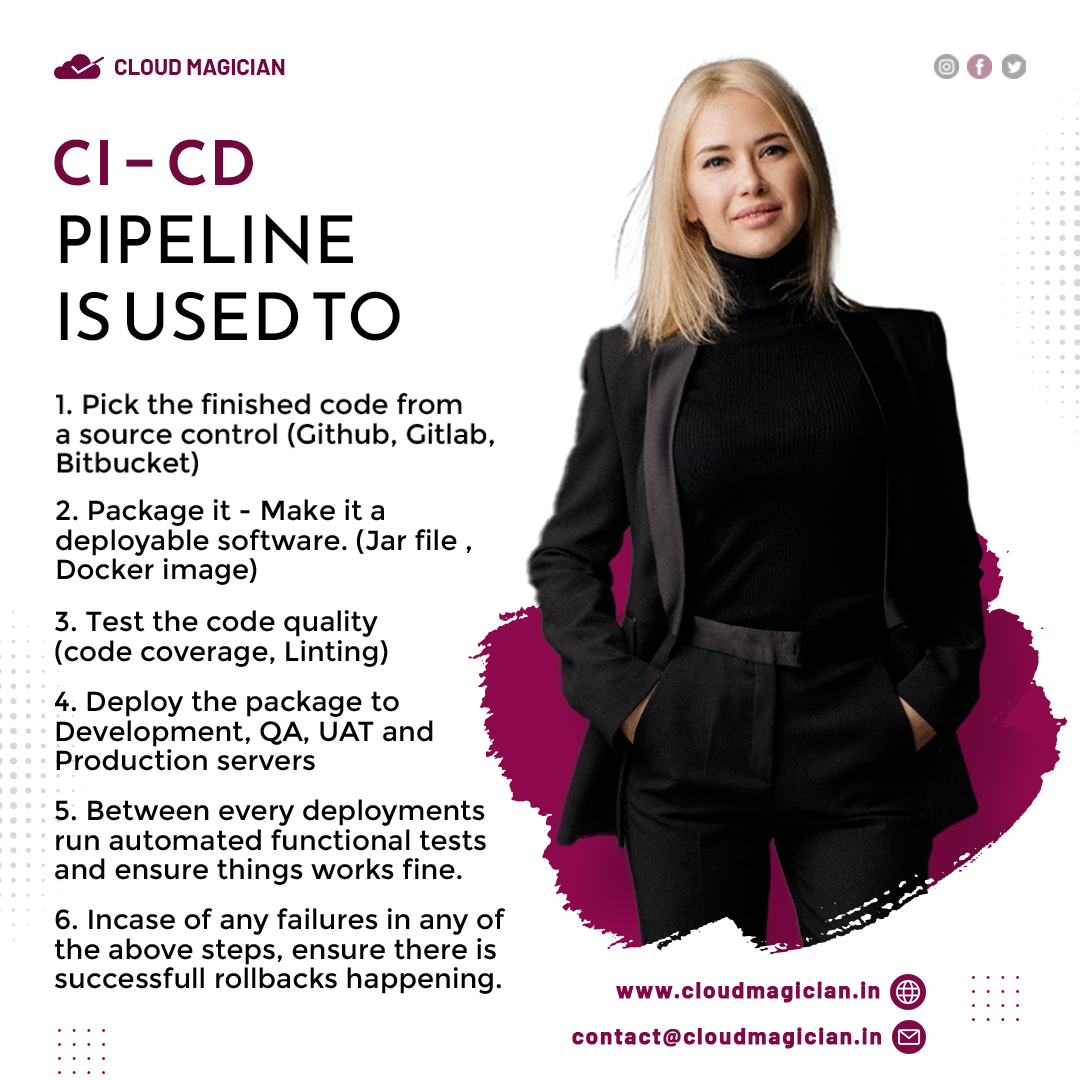 CLOUD MAGICIAN
CI – CD
PIPELINE
IS USED TO
1. Pick the finished code from
a source control (Github, Gitlab,
Bitbucket)
2. Package it - Make it a
deployable software. (Jar file ,
Docker image)
3. Test the code quality
(code coverage, Linting)
4. Deploy the package to
Development, QA, UAT and
Production servers
5. Between every deployments
run automated functional tests
and ensure things works fine.
6. Incase of any failures in any of
the above steps, ensure there is
successfull rollbacks happening.
www.cloudmagician.in
contact@cloudmagician.in